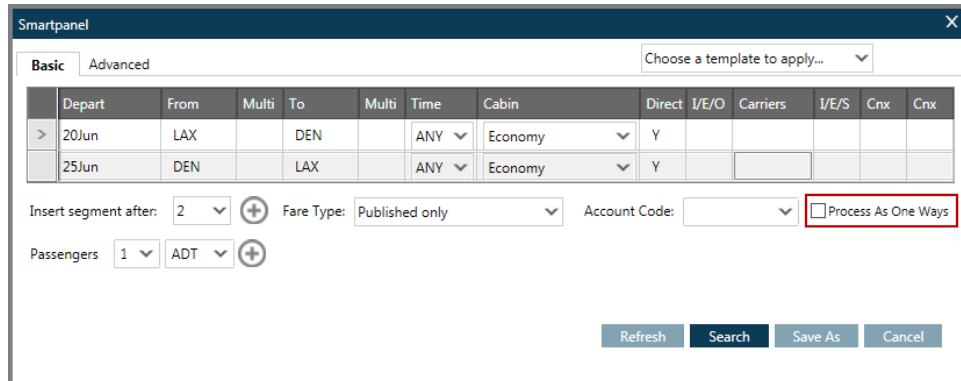 Smartpanel X
Basic Advanced Choose a template to apply...
Depart From Multi To Multi Time Cabin Direct I/E/O Carriers I/E/S Cnx Cnx
> 20Jun LAX DEN ANY Economy Y
25Jun DEN LAX ANY Economy Y
Insert segment after: 2 Fare Type: Published only Account Code: Process As One Ways
Passengers 1 ADT
Refresh Search Save As Cancel